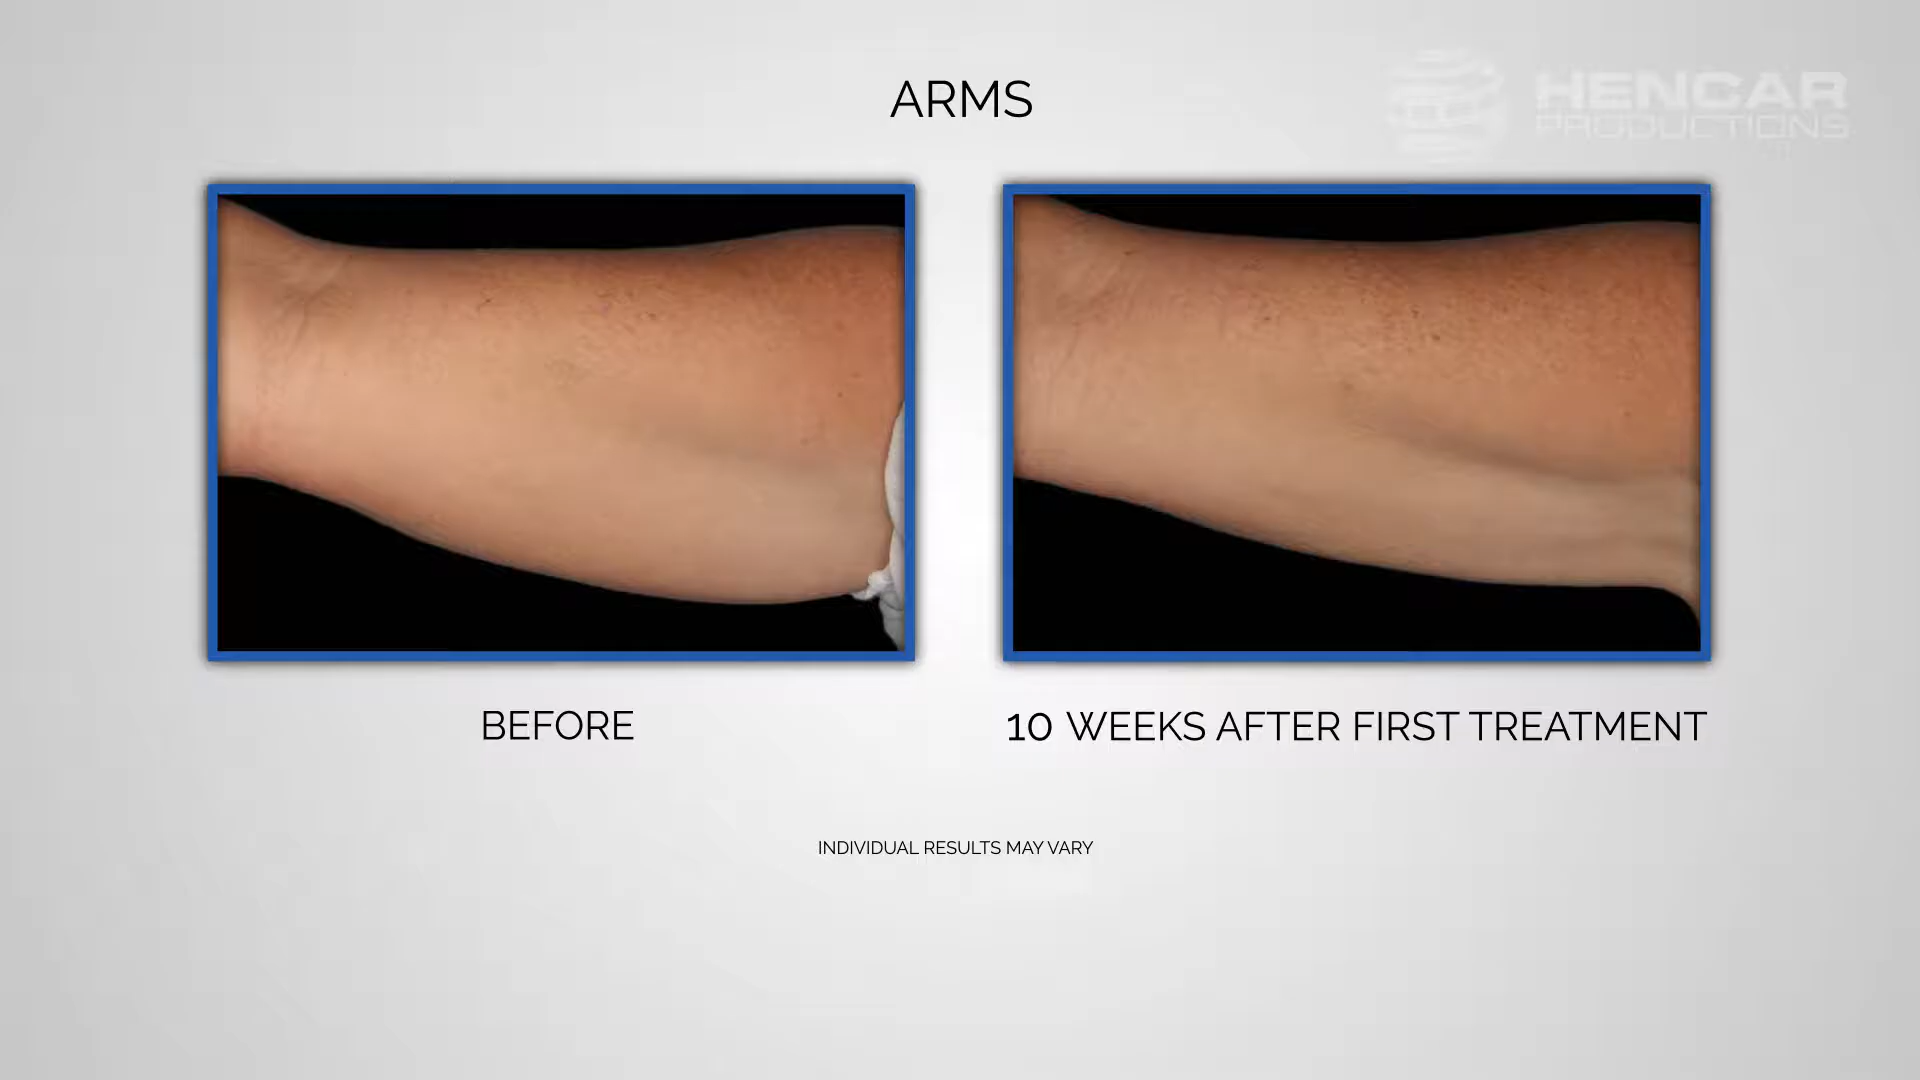 ARMS
HENCAR
PRODUCTIONS
BEFORE
10 WEEKS AFTER FIRST TREATMENT
INDIVIDUAL RESULTS MAY VARY